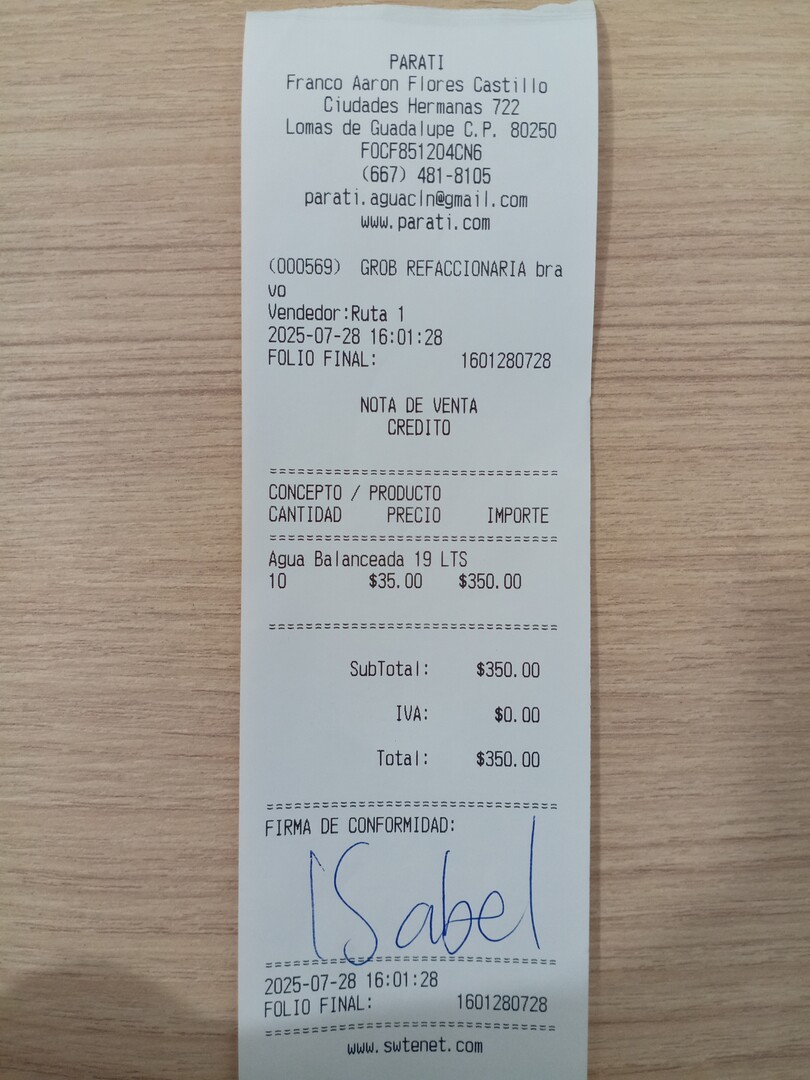 PARATI
Franco Aaron Flores Castillo
Ciudades Hermanas 722
Lomas de Guadalupe C.P. 80250
FOCF851204CN6
(667) 481-8105
parati.aguacln@gmail.com
www.parati.com
(000569) GROB REFACCIONARIA bra
vo
Vendedor:Ruta 1
2025-07-28 16:01:28
FOLIO FINAL: 1601280728
NOTA DE VENTA
CREDITO
================================
CONCEPTO / PRODUCTO
CANTIDAD PRECIO IMPORTE
================================
Agua Balanceada 19 LTS
10 $35.00 $350.00
================================
SubTotal: $350.00
IVA: $0.00
Total: $350.00
================================
FIRMA DE CONFORMIDAD:
ISabel
================================
2025-07-28 16:01:28
FOLIO FINAL: 1601280728
================================
www.swtenet.com